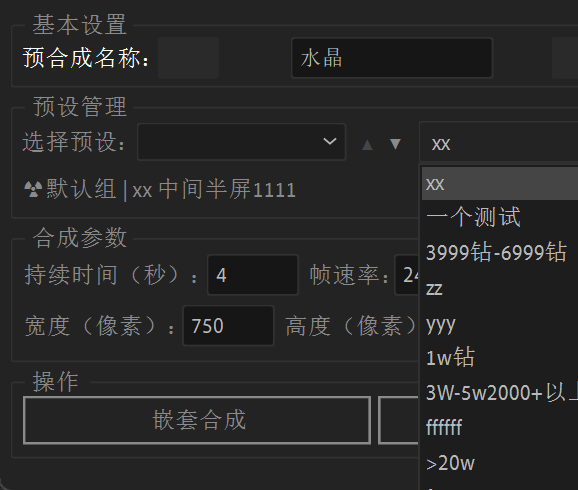 基本设置
预合成名称： 水晶
预设管理
选择预设： ▲ ▼ xx
☢默认组 | xx 中间半屏1111
xx
一个测试
3999钻-6999钻
zz
yyy
1w钻
3W-5w2000+以
ffffff
>20w
合成参数
持续时间（秒）： 4 帧速率： 24
宽度（像素）： 750 高度（像素）
操作
嵌套合成